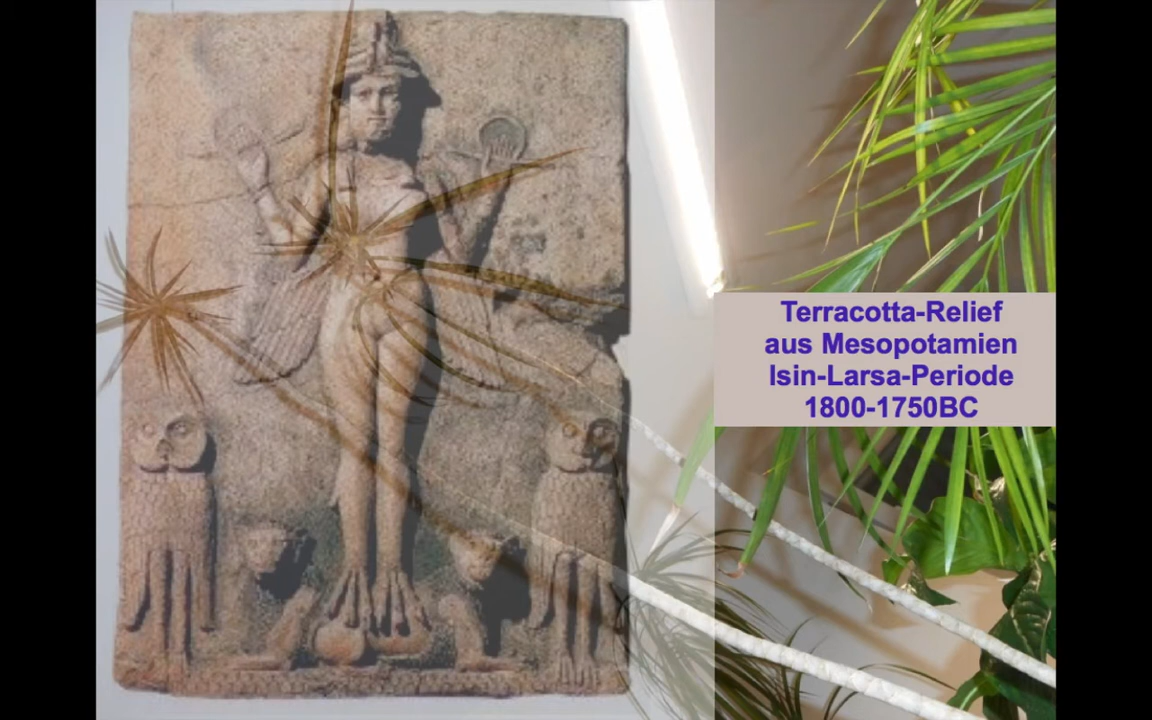 Terracotta-Relief
aus Mesopotamien
Isin-Larsa-Periode
1800-1750BC